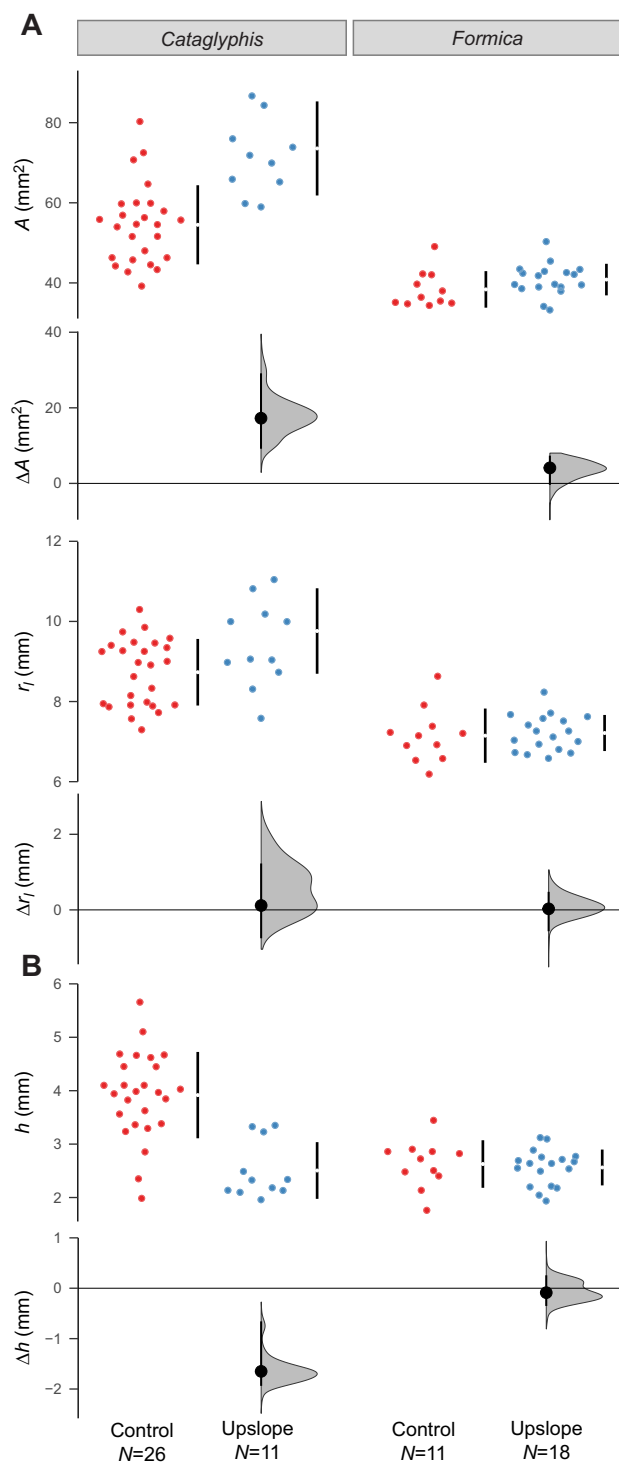 A
Cataglyphis Formica
80
60
40
A (mm²)
40
20
0
ΔA (mm²)
12
10
8
6
rₗ (mm)
2
0
Δrₗ (mm)
B
6
5
4
3
2
h (mm)
1
0
−1
−2
Δh (mm)
Control Upslope Control Upslope
N=26 N=11 N=11 N=18